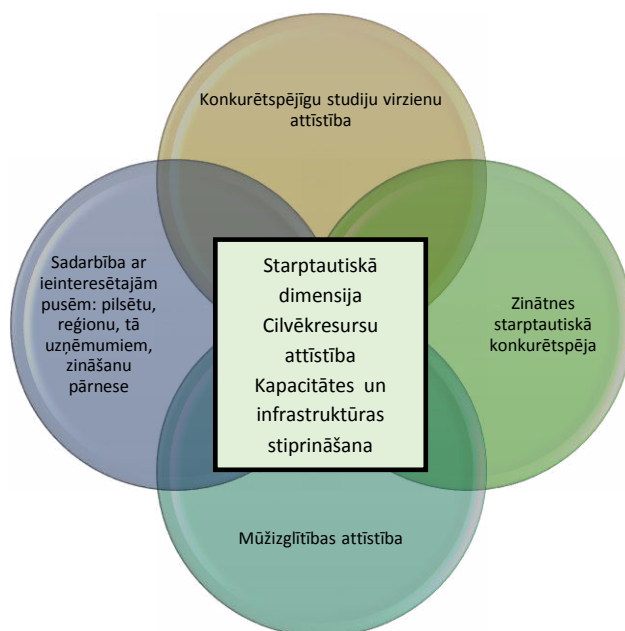 Konkurētspējīgu studiju virzienu
attīstība
Sadarbība ar
ieinteresētajām
pusēm: pilsētu,
reģionu, tā
uzņēmumiem,
zināšanu
pārnese
Starptautiskā
dimensija
Cilvēkresursu
attīstība
Kapacitātes un
infrastruktūras
stiprināšana
Zinātnes
starptautiskā
konkurētspēja
Mūžizglītības attīstība